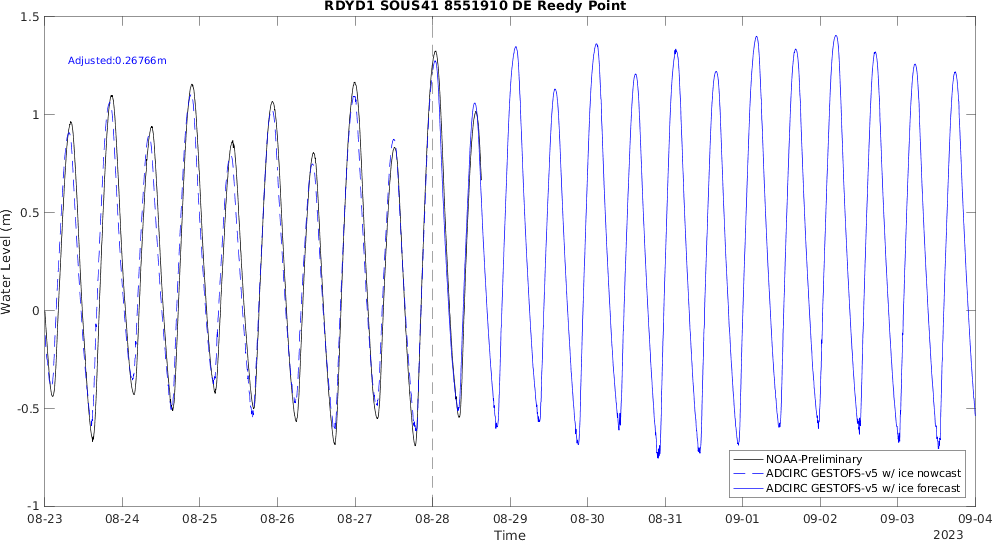 RDYD1 SOUS41 8551910 DE Reedy Point
Adjusted:0.26766m
Water Level (m)
1.5
1
0.5
0
-0.5
-1
NOAA-Preliminary
ADCIRC GESTOFS-v5 w/ ice nowcast
ADCIRC GESTOFS-v5 w/ ice forecast
08-23 08-24 08-25 08-26 08-27 08-28 08-29 08-30 08-31 09-01 09-02 09-03 09-04
Time
2023